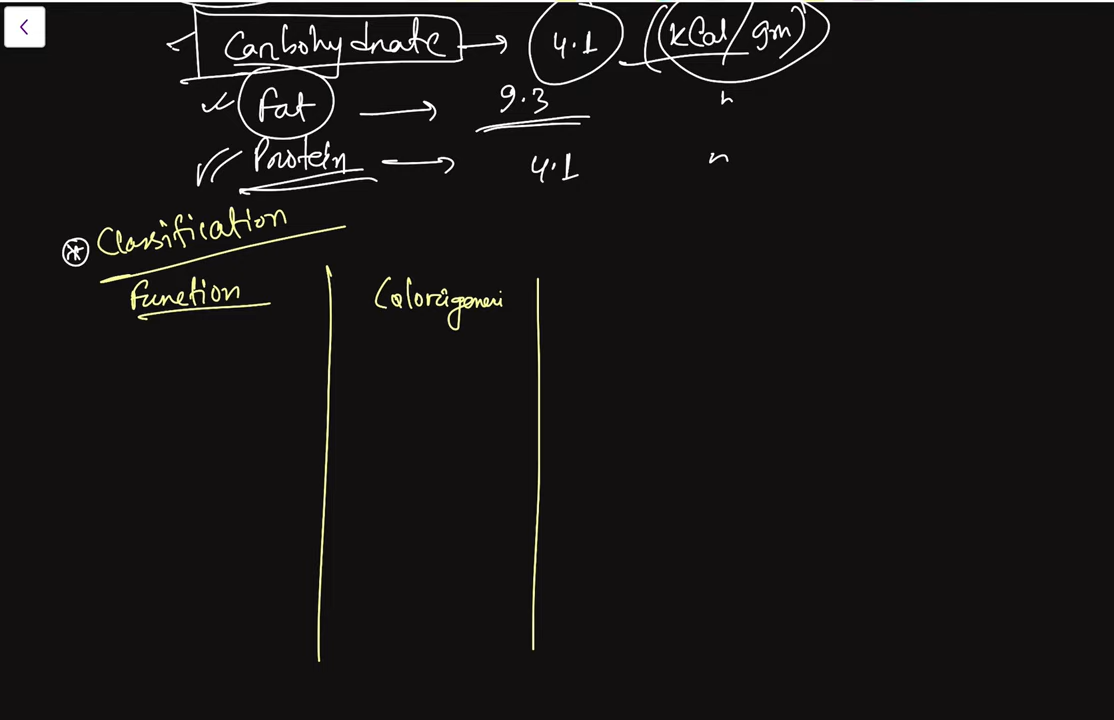 Carbohydrate → 4.1 (kCal/gm)
Fat → 9.3 "
Protein → 4.1 "
Classification
Function